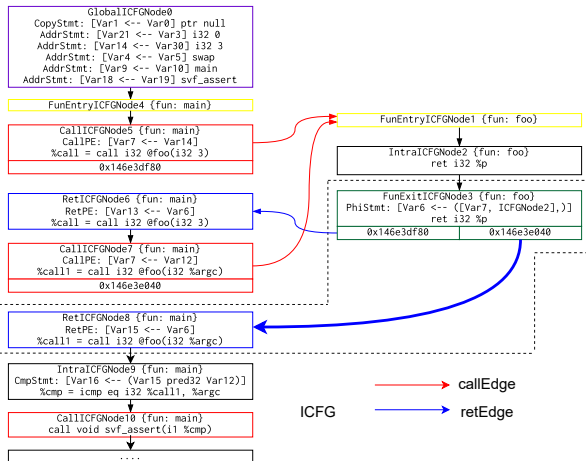 GlobalICFGNode0
CopyStmt: [Var1 <-- Var0] ptr null
AddrStmt: [Var21 <-- Var3] i32 0
AddrStmt: [Var14 <-- Var30] i32 3
AddrStmt: [Var4 <-- Var5] swap
AddrStmt: [Var9 <-- Var10] main
AddrStmt: [Var18 <-- Var19] svf_assert
FunEntryICFGNode4 {fun: main}
CallICFGNode5 {fun: main}
CallPE: [Var7 <-- Var14]
%call = call i32 @foo(i32 3)
0x146e3df80
RetICFGNode6 {fun: main}
RetPE: [Var13 <-- Var6]
%call = call i32 @foo(i32 3)
CallICFGNode7 {fun: main}
CallPE: [Var7 <-- Var12]
%call1 = call i32 @foo(i32 %argc)
0x146e3e040
RetICFGNode8 {fun: main}
RetPE: [Var15 <-- Var6]
%call1 = call i32 @foo(i32 %argc)
IntraICFGNode9 {fun: main}
CmpStmt: [Var16 <-- (Var15 pred32 Var12)]
%cmp = icmp eq i32 %call1, %argc
CallICFGNode10 {fun: main}
call void svf_assert(i1 %cmp)
....
FunEntryICFGNode1 {fun: foo}
IntraICFGNode2 {fun: foo}
ret i32 %p
FunExitICFGNode3 {fun: foo}
PhiStmt: [Var6 <-- ([Var7, ICFGNode2],)]
ret i32 %p
0x146e3df80 0x146e3e040
ICFG
callEdge
retEdge